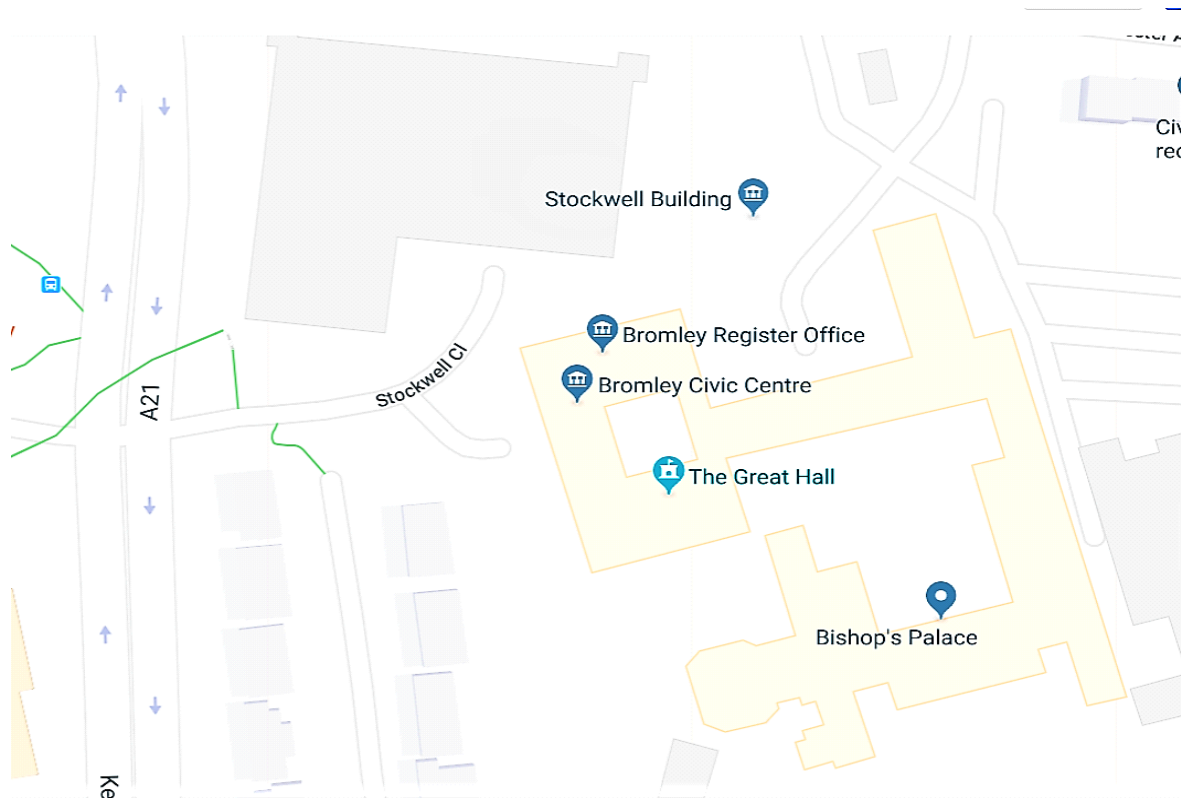 Civ
rec
Stockwell Building
Bromley Register Office
Stockwell Cl
Bromley Civic Centre
A21
The Great Hall
Bishop's Palace
Ke